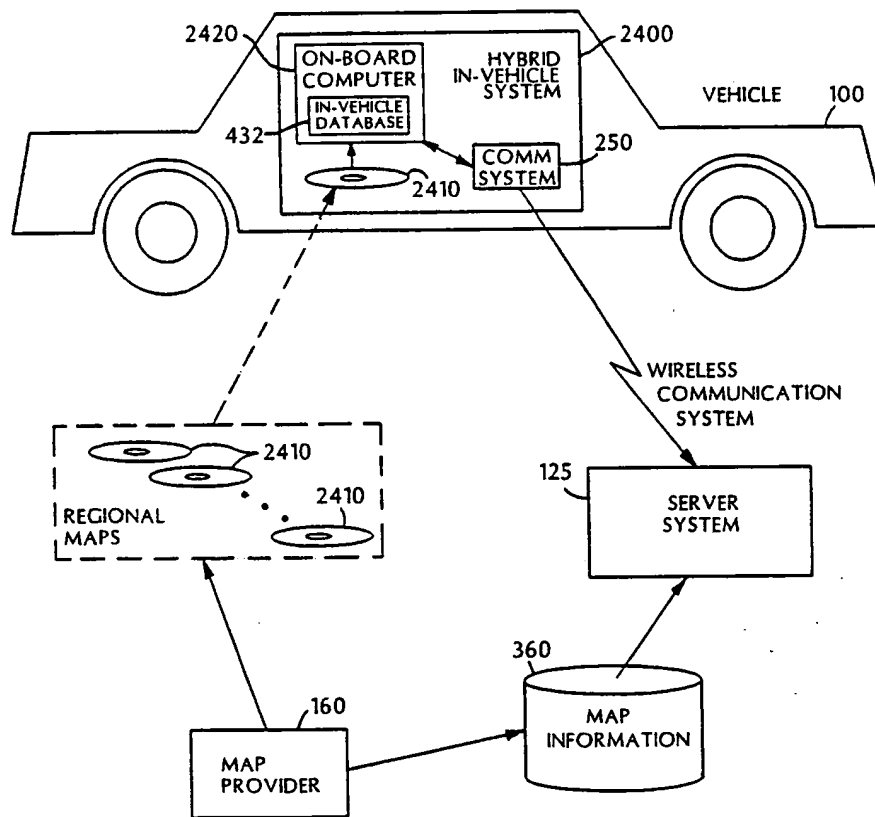 2420
ON-BOARD
COMPUTER
IN-VEHICLE
DATABASE
432
HYBRID
IN-VEHICLE
SYSTEM
2400
VEHICLE
100
COMM
SYSTEM
250
2410
WIRELESS
COMMUNICATION
SYSTEM
2410
2410
REGIONAL
MAPS
125
SERVER
SYSTEM
360
MAP
INFORMATION
160
MAP
PROVIDER